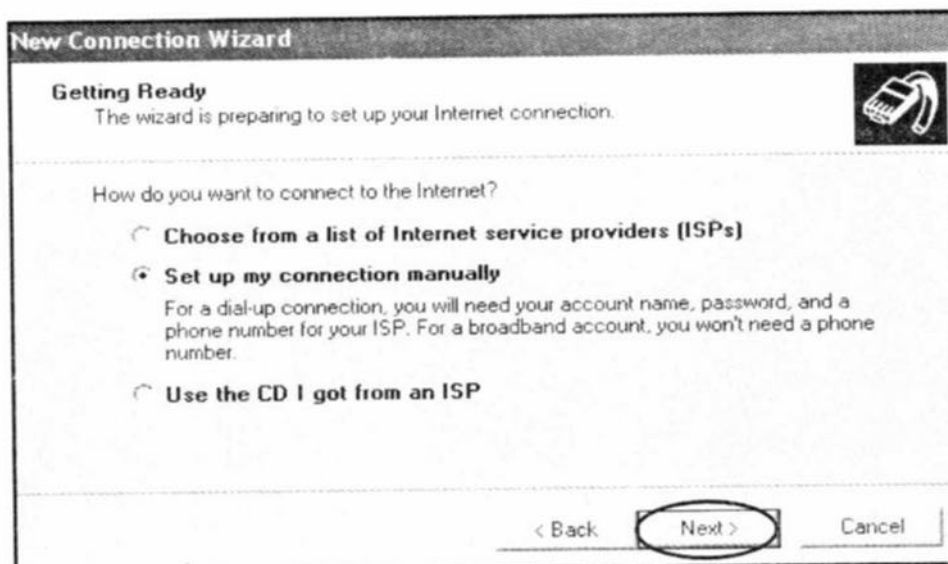 New Connection Wizard
Getting Ready
The wizard is preparing to set up your Internet connection.
How do you want to connect to the Internet?
Choose from a list of Internet service providers (ISPs)
Set up my connection manually
For a dial-up connection, you will need your account name, password, and a
phone number for your ISP. For a broadband account, you won't need a phone
number.
Use the CD I got from an ISP
< Back Next > Cancel